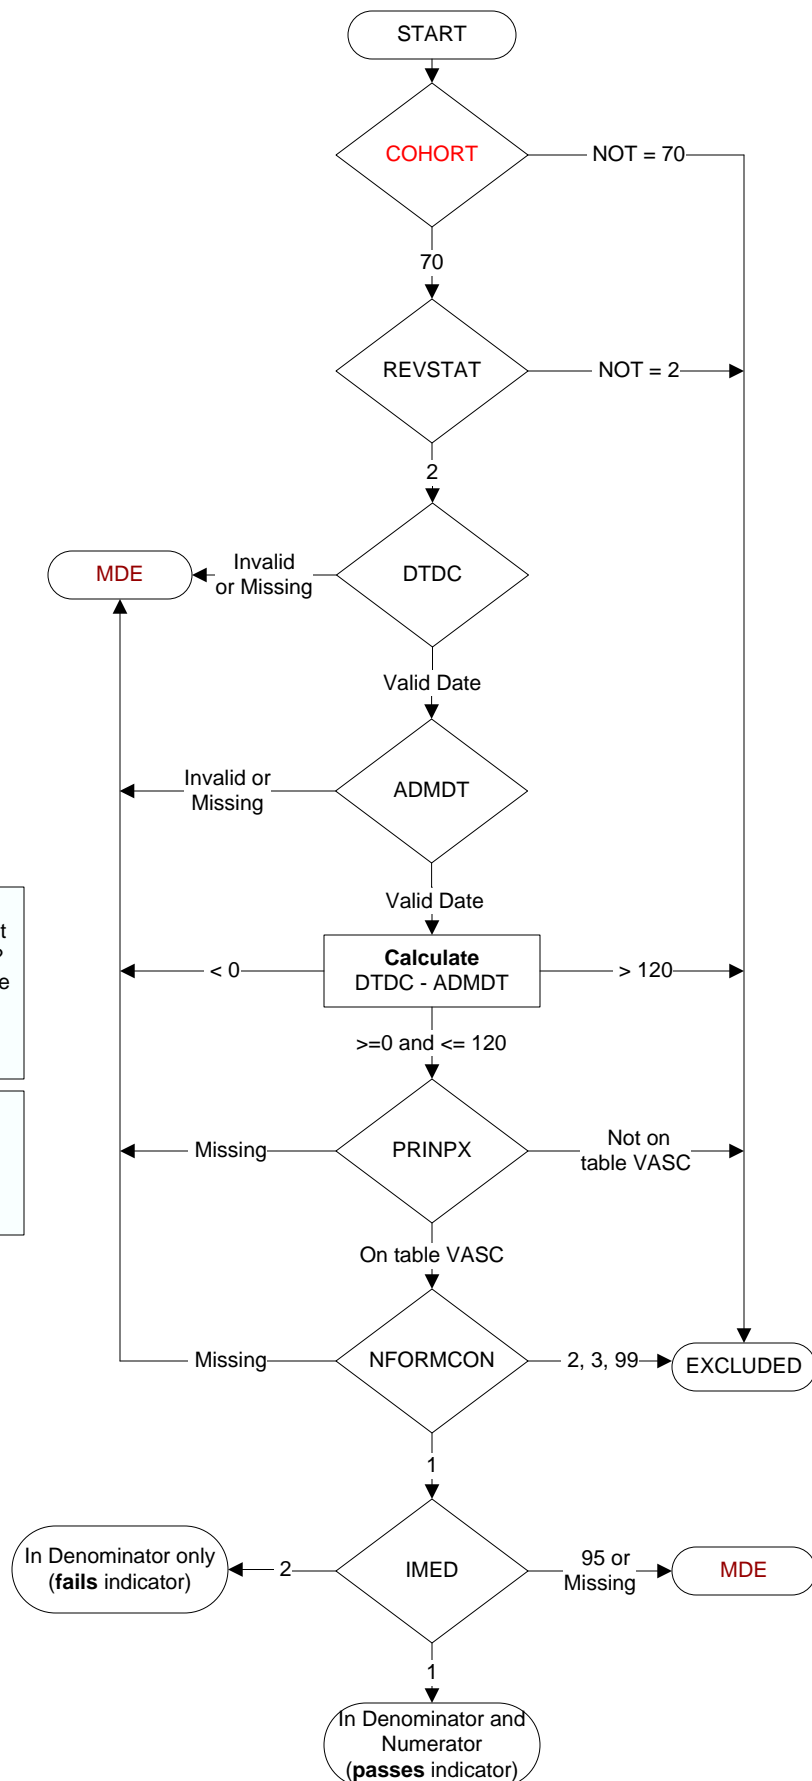 START
COHORT
NOT = 70
70
REVSTAT
NOT = 2
2
DTDC
Invalid
or Missing
MDE
Valid Date
ADMDT
Invalid or
Missing
Valid Date
Calculate
DTDC - ADMDT
< 0
> 120
>=0 and <= 120
PRINPX
Missing
Not on
table VASC
On table VASC
NFORMCON
Missing
2, 3, 99
EXCLUDED
1
IMED
2
In Denominator only
(fails indicator)
95 or
Missing
MDE
1
In Denominator and
Numerator
(passes indicator)